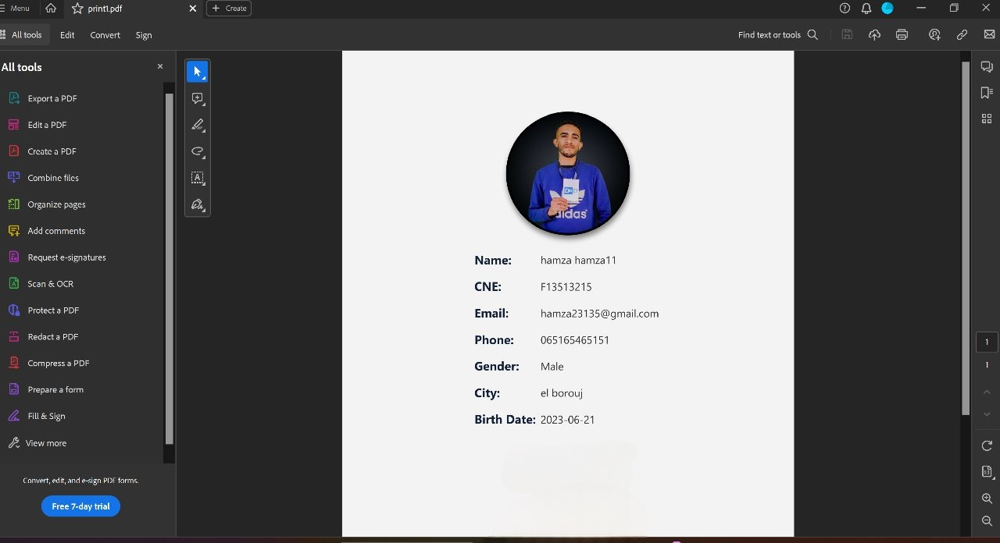 Menu
print1.pdf
Create
All tools
Edit
Convert
Sign
Find text or tools
All tools
Export a PDF
Edit a PDF
Create a PDF
Combine files
Organize pages
Add comments
Request e-signatures
Scan & OCR
Protect a PDF
Redact a PDF
Compress a PDF
Prepare a form
Fill & Sign
View more
Convert, edit, and e-sign PDF forms.
Free 7-day trial
adidas
Name: hamza hamza11
CNE: F13513215
Email: hamza23135@gmail.com
Phone: 065165465151
Gender: Male
City: el borouj
Birth Date: 2023-06-21
1
1